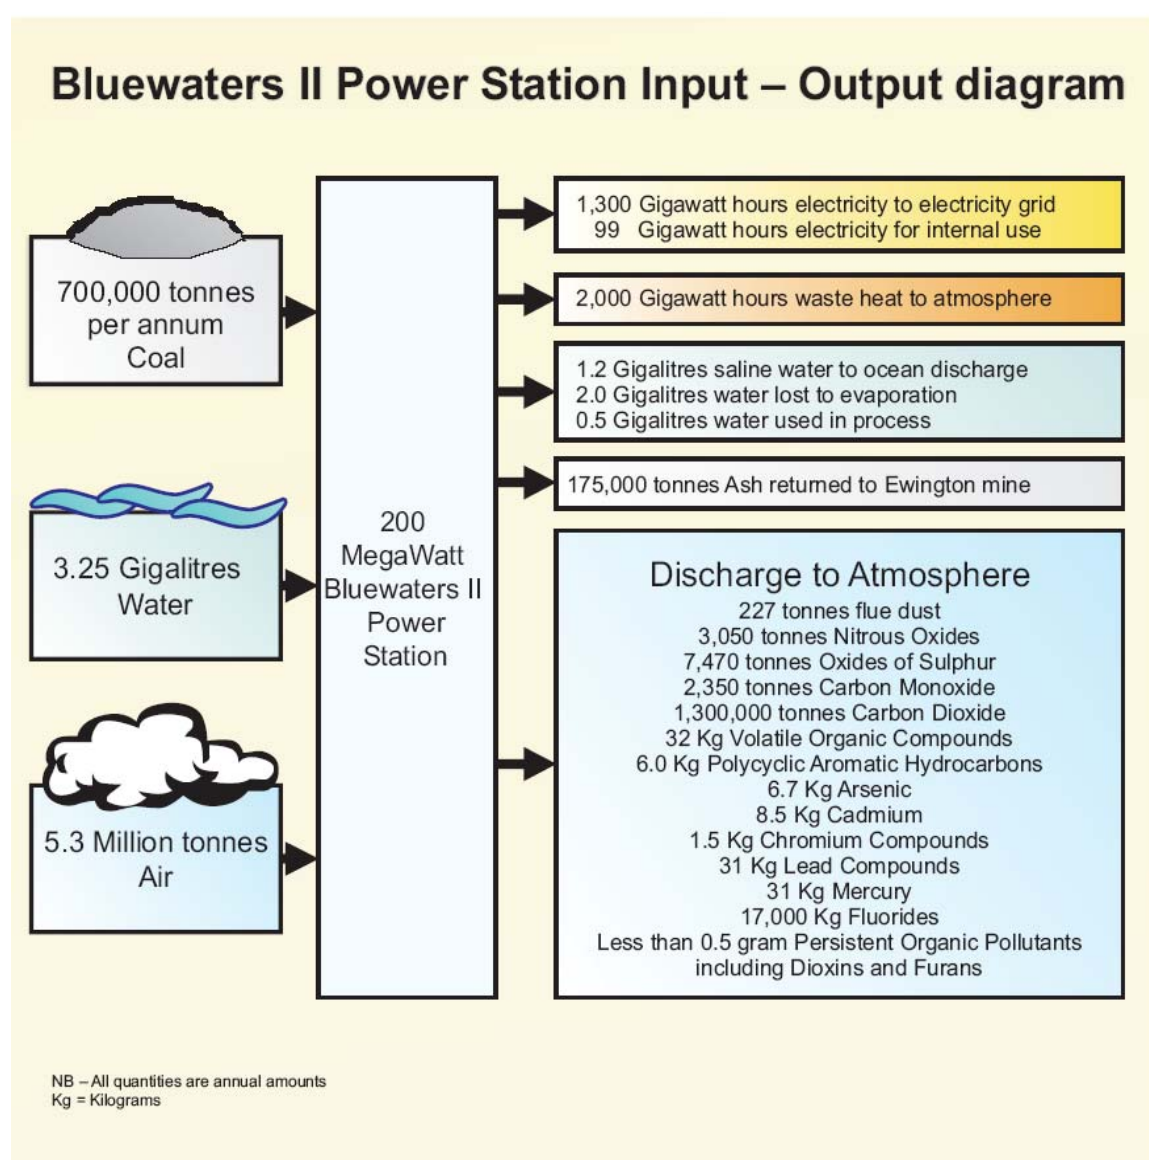 Bluewaters II Power Station Input – Output diagram
700,000 tonnes
per annum
Coal
3.25 Gigalitres
Water
5.3 Million tonnes
Air
200
MegaWatt
Bluewaters II
Power
Station
1,300 Gigawatt hours electricity to electricity grid
99 Gigawatt hours electricity for internal use
2,000 Gigawatt hours waste heat to atmosphere
1.2 Gigalitres saline water to ocean discharge
2.0 Gigalitres water lost to evaporation
0.5 Gigalitres water used in process
175,000 tonnes Ash returned to Ewington mine
Discharge to Atmosphere
227 tonnes flue dust
3,050 tonnes Nitrous Oxides
7,470 tonnes Oxides of Sulphur
2,350 tonnes Carbon Monoxide
1,300,000 tonnes Carbon Dioxide
32 Kg Volatile Organic Compounds
6.0 Kg Polycyclic Aromatic Hydrocarbons
6.7 Kg Arsenic
8.5 Kg Cadmium
1.5 Kg Chromium Compounds
31 Kg Lead Compounds
31 Kg Mercury
17,000 Kg Fluorides
Less than 0.5 gram Persistent Organic Pollutants
including Dioxins and Furans
NB – All quantities are annual amounts
Kg = Kilograms